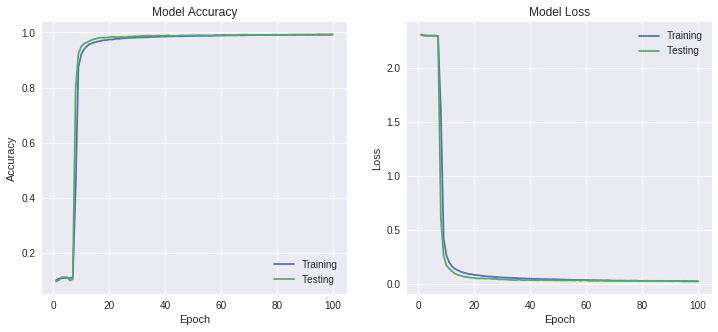 Model Accuracy
1.0
0.8
0.6
0.4
0.2
Accuracy
0 20 40 60 80 100
Epoch
Training
Testing
Model Loss
2.0
1.5
1.0
0.5
0.0
Loss
0 20 40 60 80 100
Epoch
Training
Testing